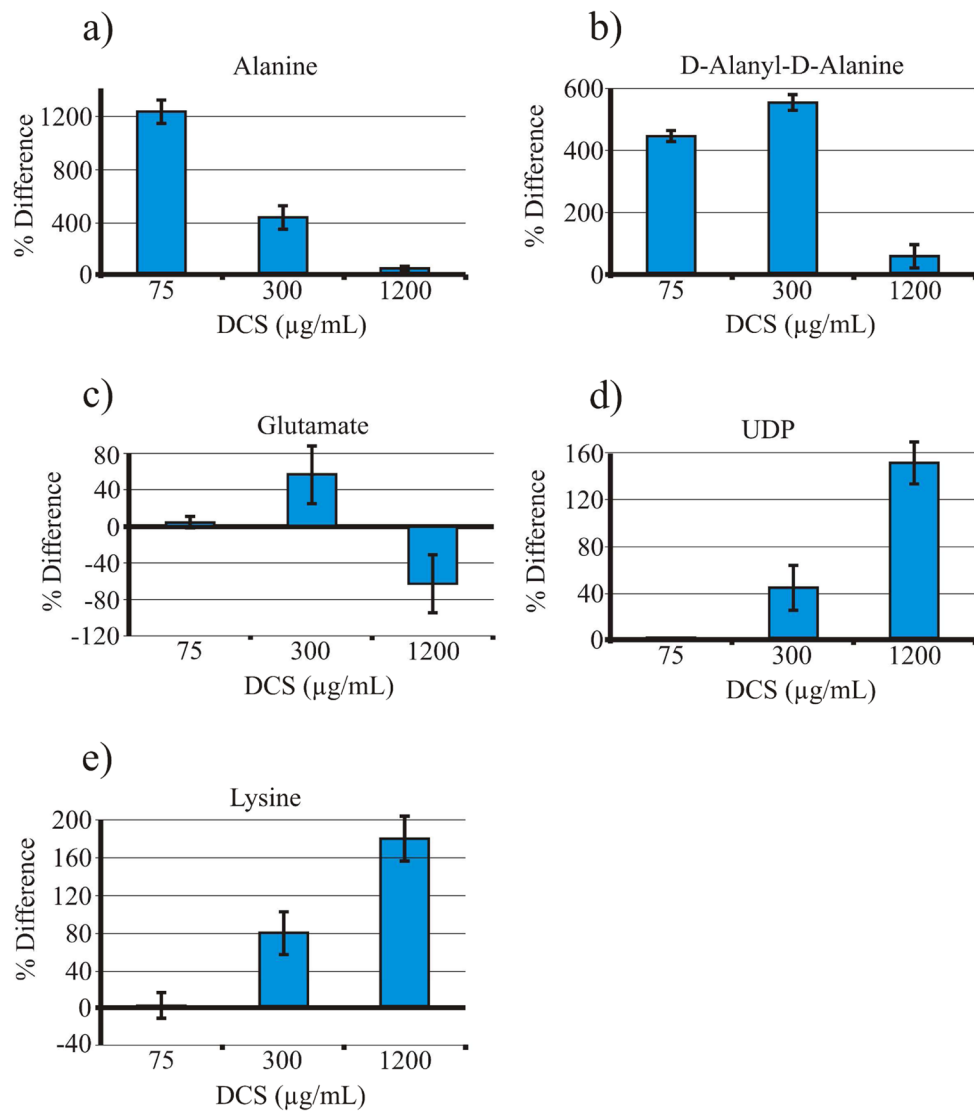 a)
Alanine
% Difference
1200
800
400
0
75 300 1200
DCS (µg/mL)
b)
D-Alanyl-D-Alanine
% Difference
600
400
200
0
75 300 1200
DCS (µg/mL)
c)
Glutamate
% Difference
80
40
0
-40
-80
-120
75 300 1200
DCS (µg/mL)
d)
UDP
% Difference
160
120
80
40
0
75 300 1200
DCS (µg/mL)
e)
Lysine
% Difference
200
160
120
80
40
0
-40
75 300 1200
DCS (µg/mL)